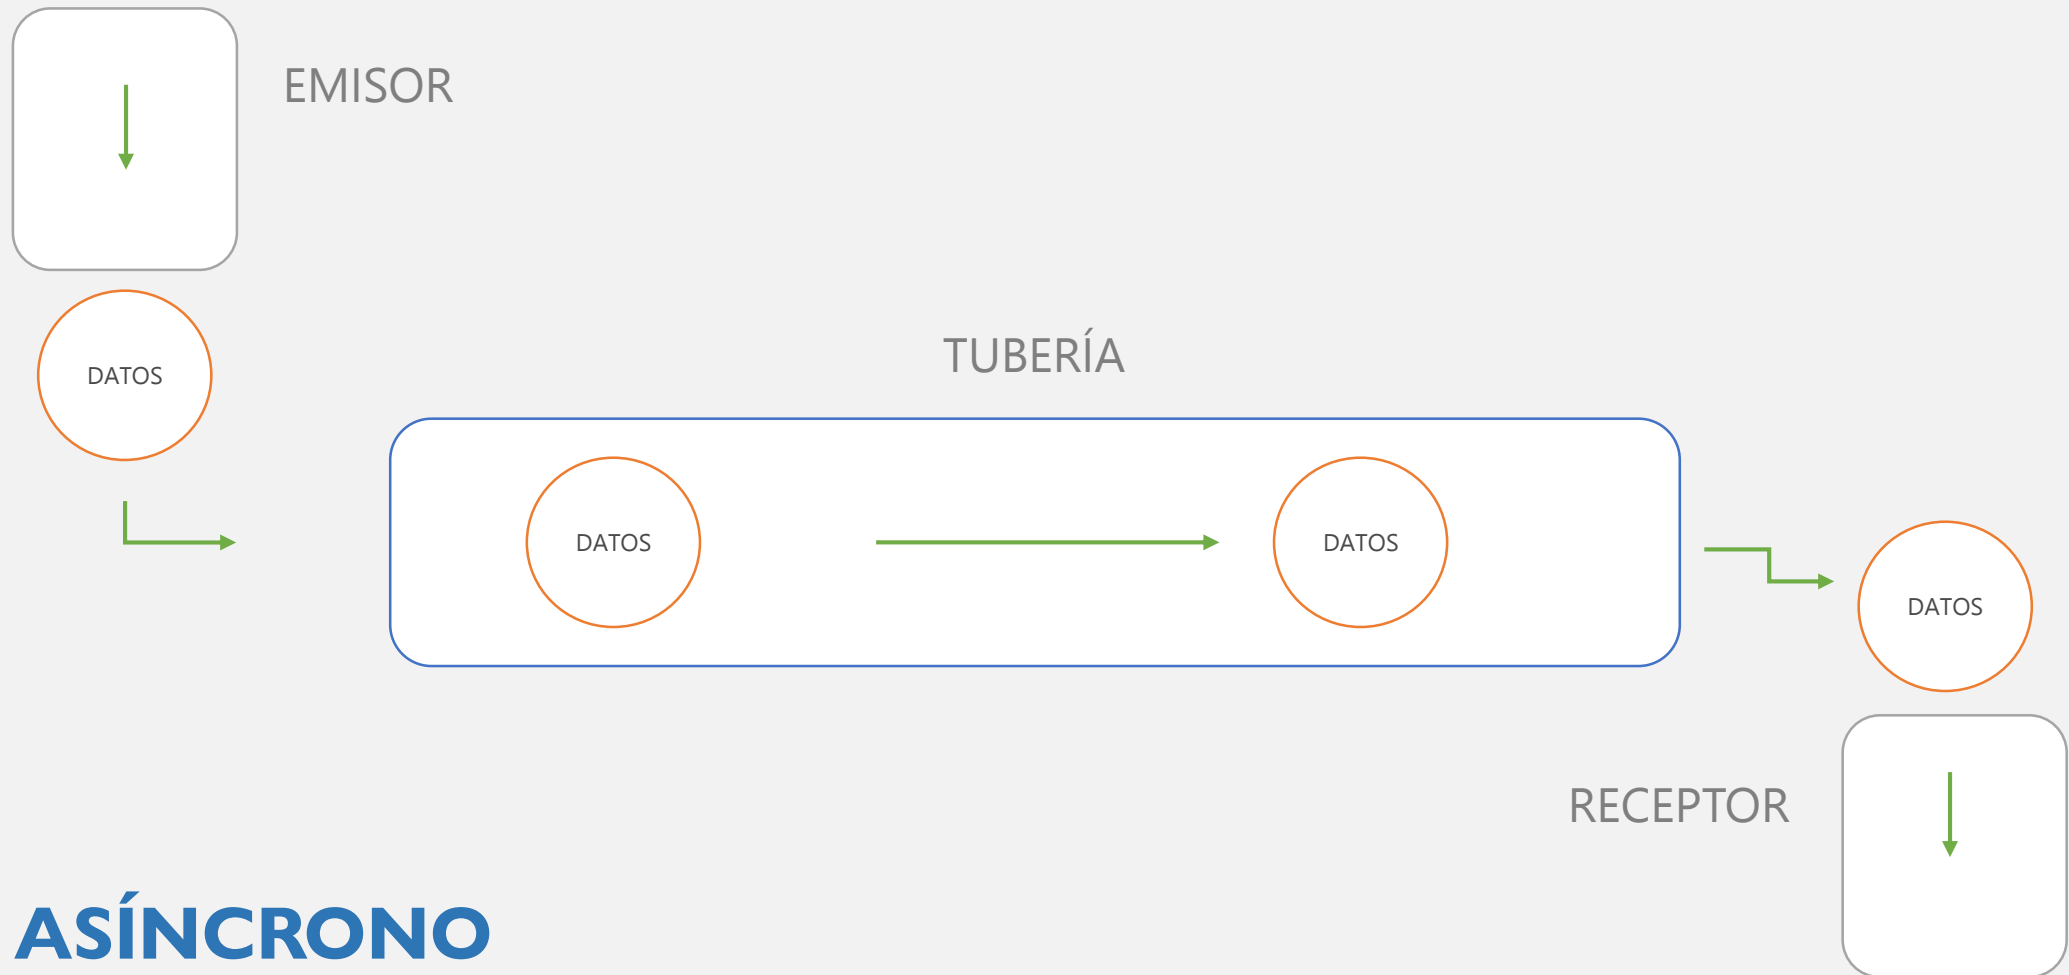 EMISOR
DATOS
TUBERÍA
DATOS
DATOS
DATOS
RECEPTOR
ASÍNCRONO